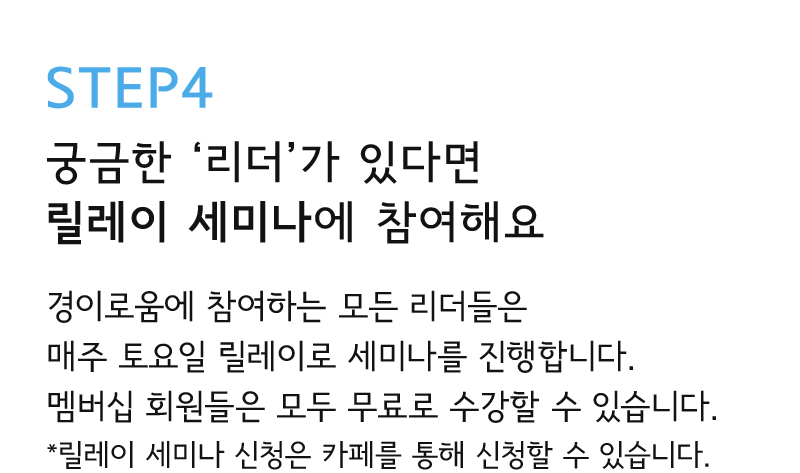 STEP4
궁금한 ‘리더’가 있다면
릴레이 세미나에 참여해요
경이로움에 참여하는 모든 리더들은
매주 토요일 릴레이로 세미나를 진행합니다.
멤버십 회원들은 모두 무료로 수강할 수 있습니다.
*릴레이 세미나 신청은 카페를 통해 신청할 수 있습니다.